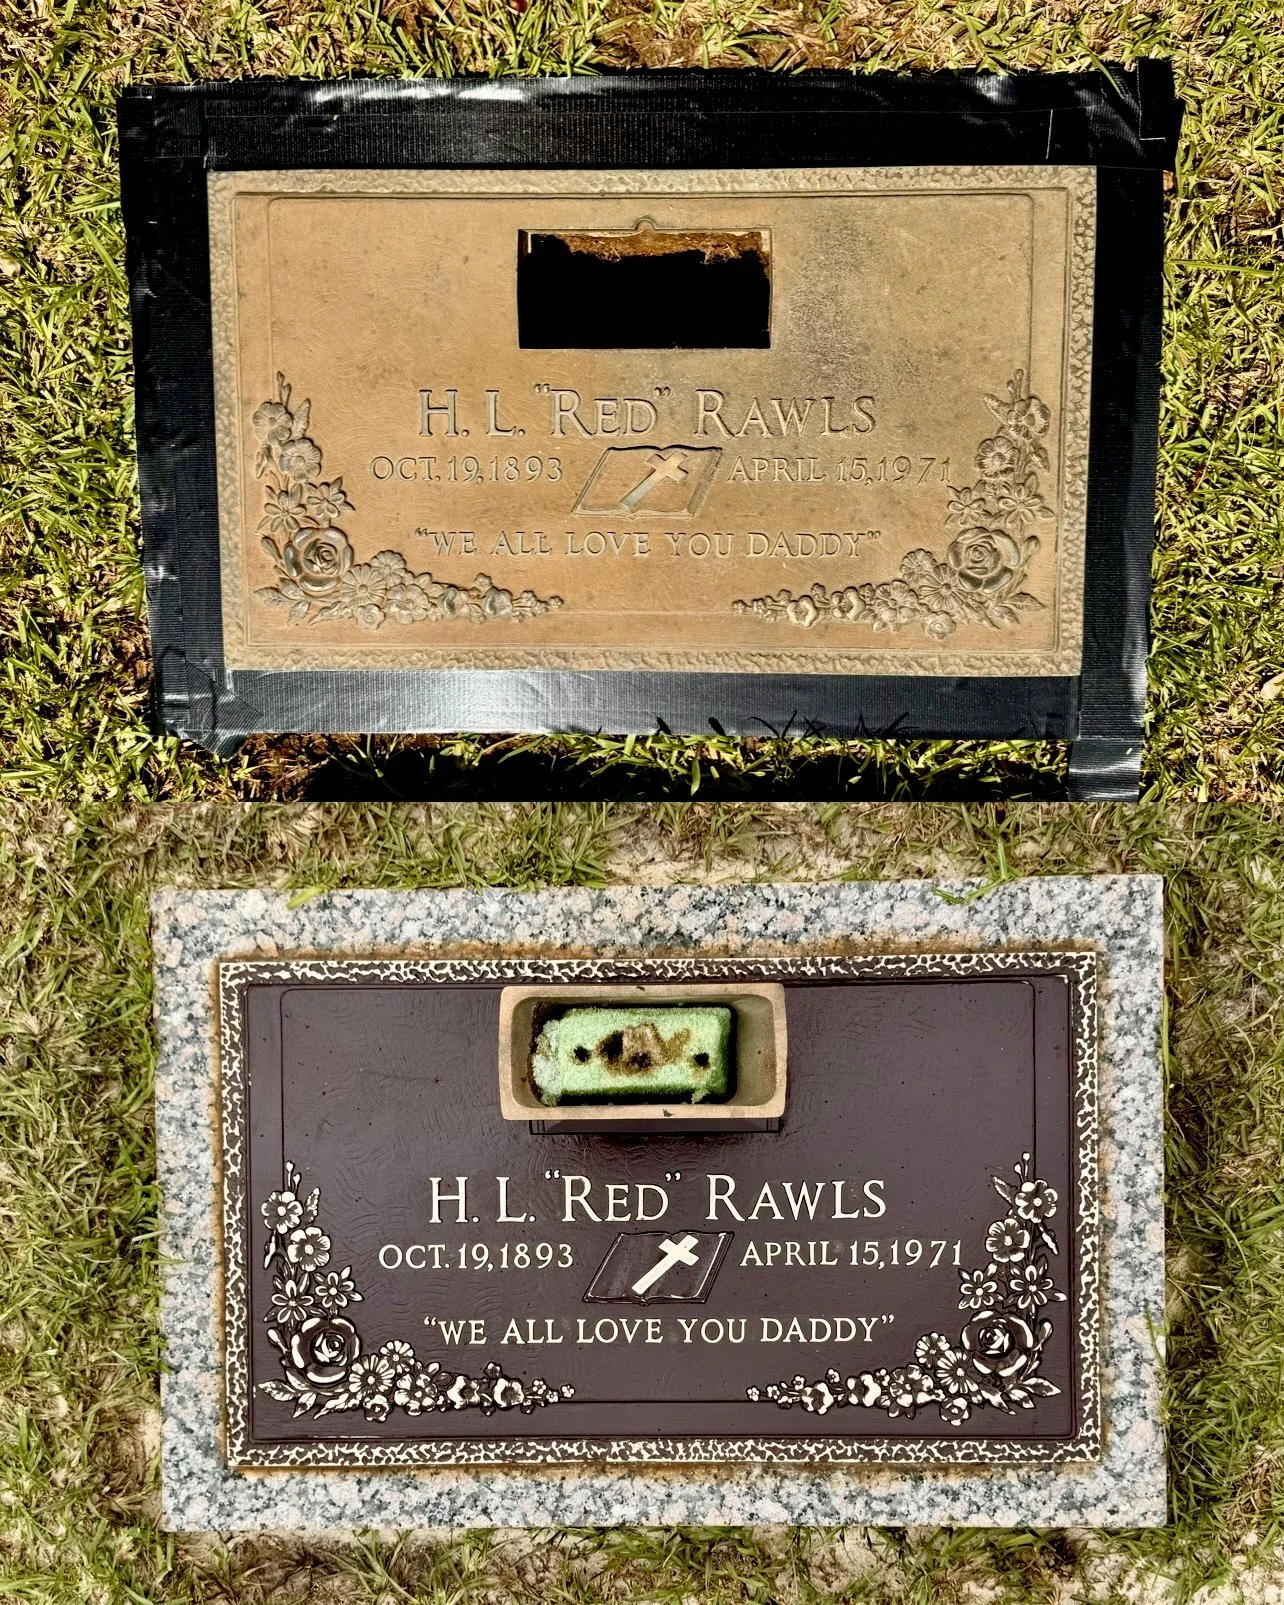 H. L. "RED" RAWLS
OCT. 19, 1893 APRIL 15, 1971
"WE ALL LOVE YOU DADDY"
H. L. "RED" RAWLS
OCT. 19, 1893 APRIL 15, 1971
"WE ALL LOVE YOU DADDY"